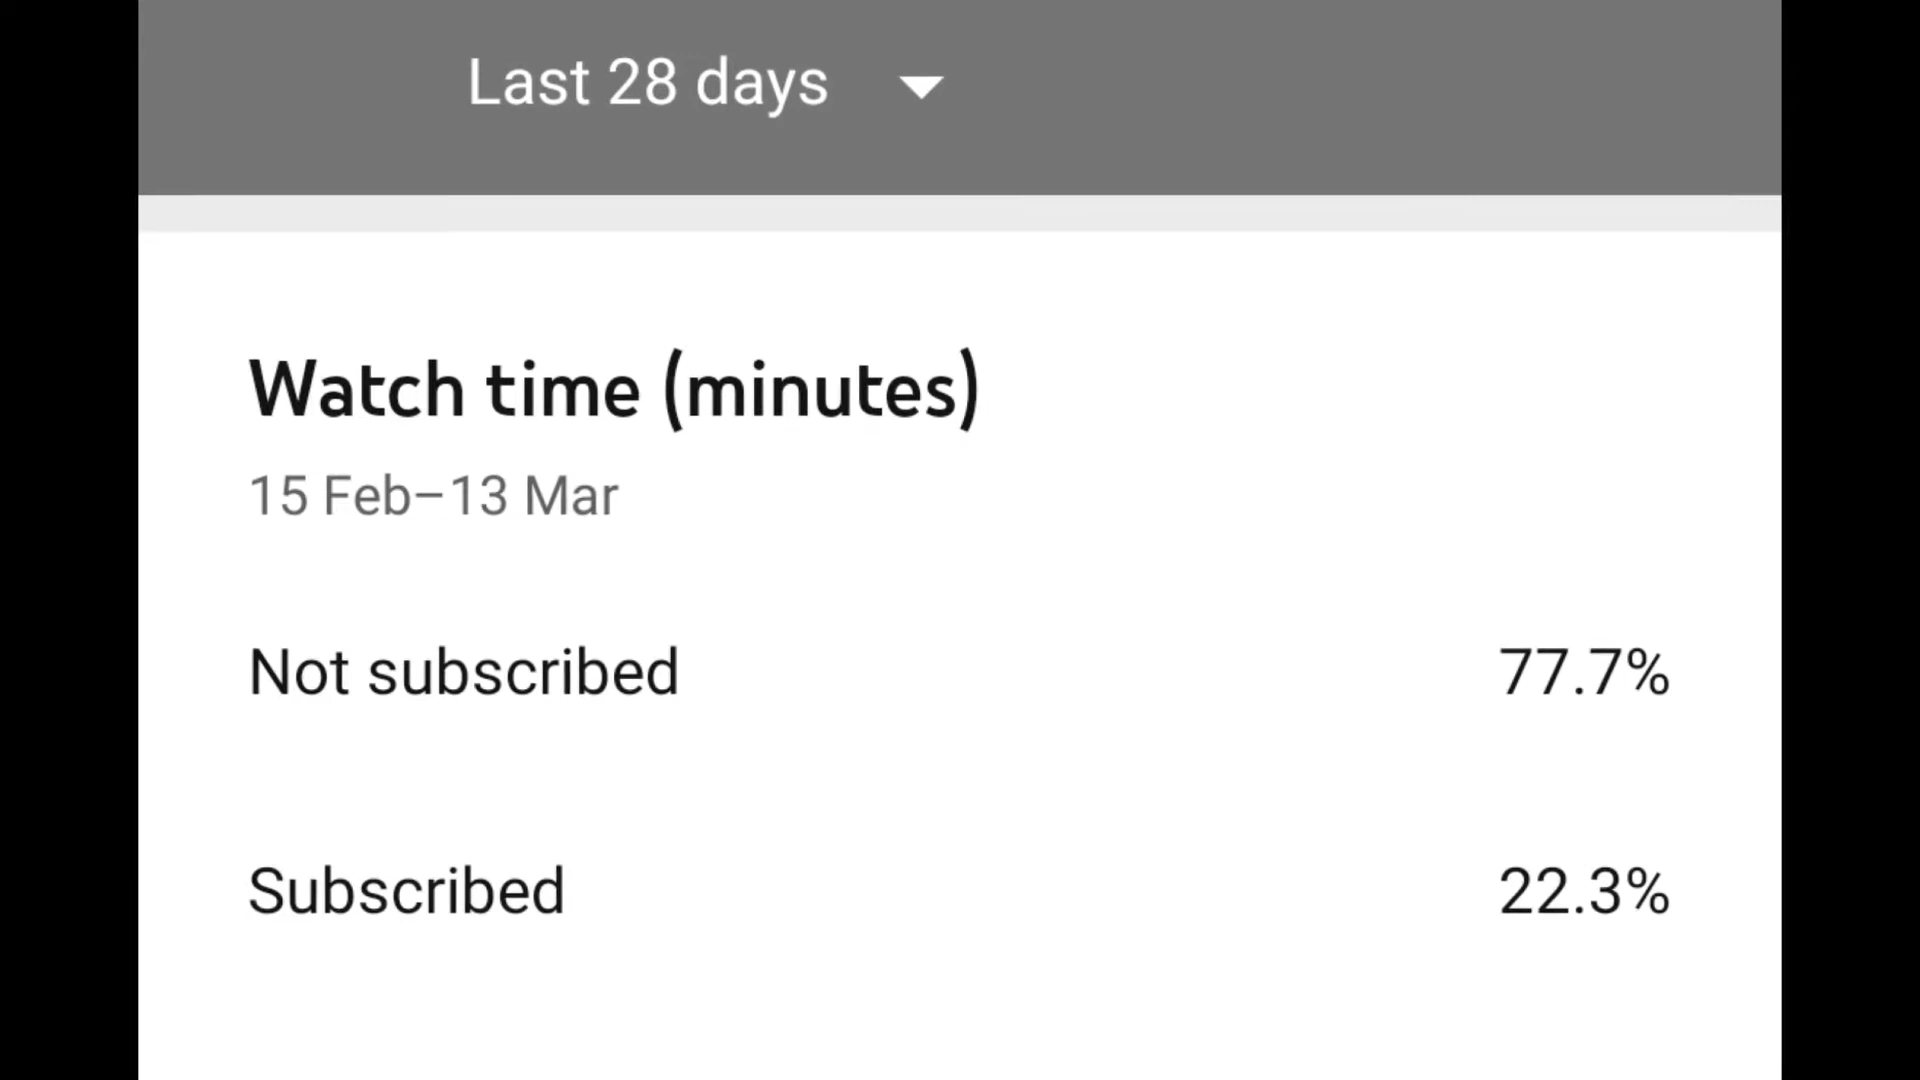 Last 28 days
Watch time (minutes)
15 Feb–13 Mar
Not subscribed 77.7%
Subscribed 22.3%